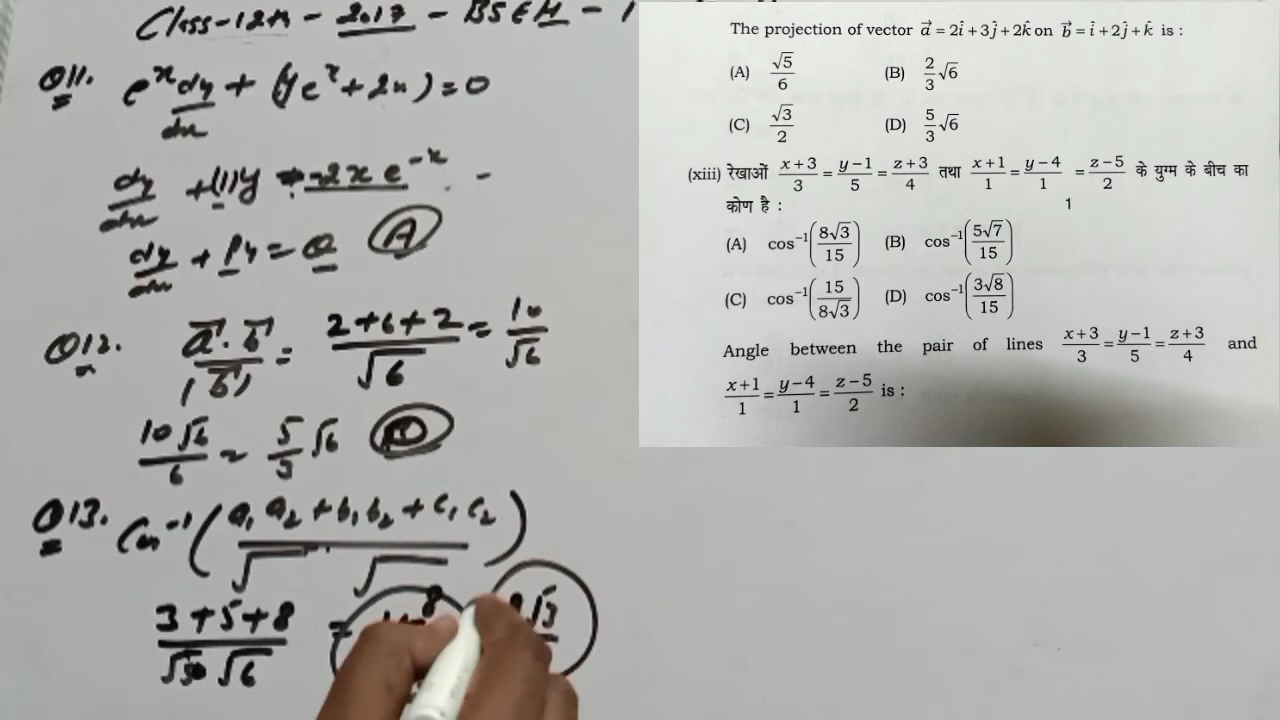 Class-12th - 2017 - BSEH -
Q11. e^x dy/dx + (ye^x + 2x) = 0
dy/dx + (1)y = -2x e^-x . -
dy/dx + Py = Q (A)
Q12. a⃗ . b⃗ / |b⃗| = 2+6+2 / √6 = 10/√6
10√6 / 6 = 5/3 √6 (D)
Q13. Cos^-1 ( a₁a₂ + b₁b₂ + c₁c₂ / √ √ )
3+5+8 / √50 √6 = 8 8√3
The projection of vector a⃗ = 2î + 3ĵ + 2k̂ on b⃗ = î + 2ĵ + k̂ is :
(A) √5/6 (B) 2/3 √6
(C) √3/2 (D) 5/3 √6
(xiii) रेखाओं x+3/3 = y−1/5 = z+3/4 तथा x+1/1 = y−4/1 = z−5/2 के युग्म के बीच का
कोण है : 1
(A) cos⁻¹(8√3/15) (B) cos⁻¹(5√7/15)
(C) cos⁻¹(15/8√3) (D) cos⁻¹(3√8/15)
Angle between the pair of lines x+3/3 = y−1/5 = z+3/4 and
x+1/1 = y−4/1 = z−5/2 is :